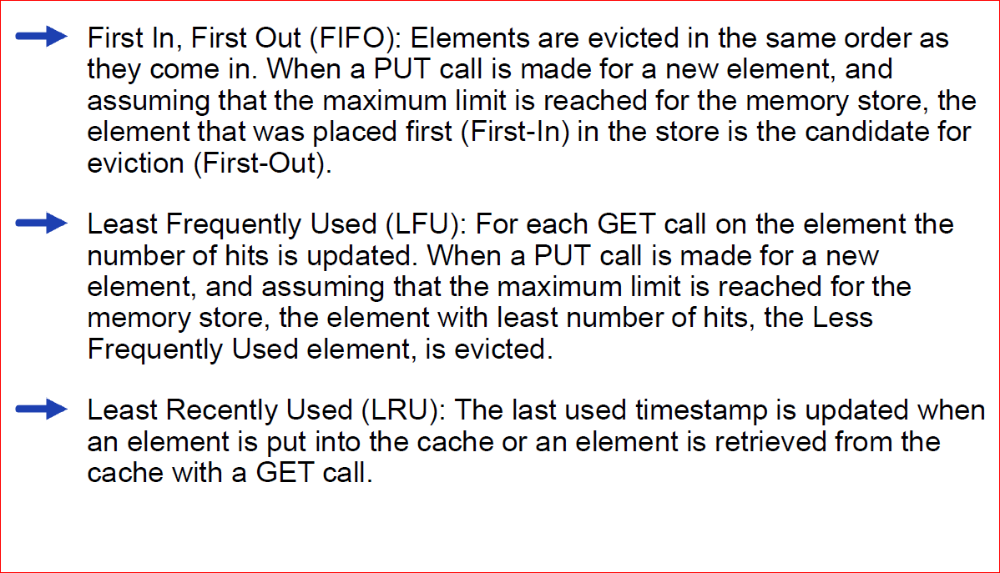 First In, First Out (FIFO): Elements are evicted in the same order as
they come in. When a PUT call is made for a new element, and
assuming that the maximum limit is reached for the memory store, the
element that was placed first (First-In) in the store is the candidate for
eviction (First-Out).
Least Frequently Used (LFU): For each GET call on the element the
number of hits is updated. When a PUT call is made for a new
element, and assuming that the maximum limit is reached for the
memory store, the element with least number of hits, the Less
Frequently Used element, is evicted.
Least Recently Used (LRU): The last used timestamp is updated when
an element is put into the cache or an element is retrieved from the
cache with a GET call.